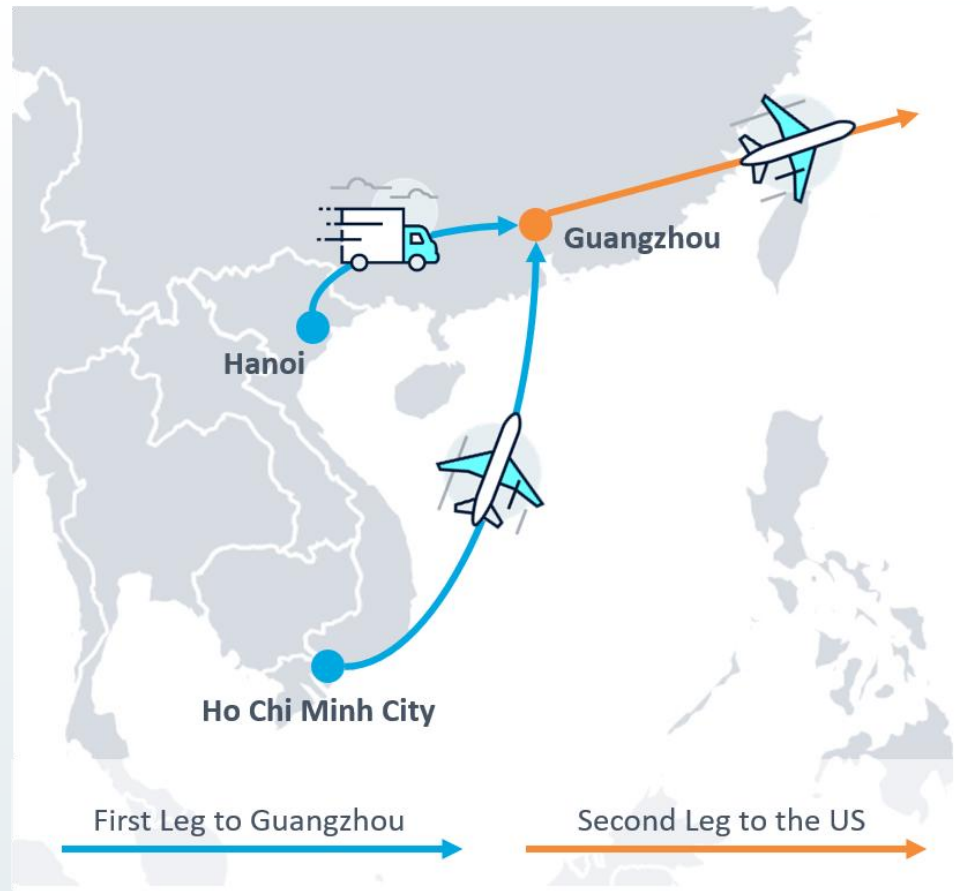 Guangzhou
Hanoi
Ho Chi Minh City
First Leg to Guangzhou
Second Leg to the US